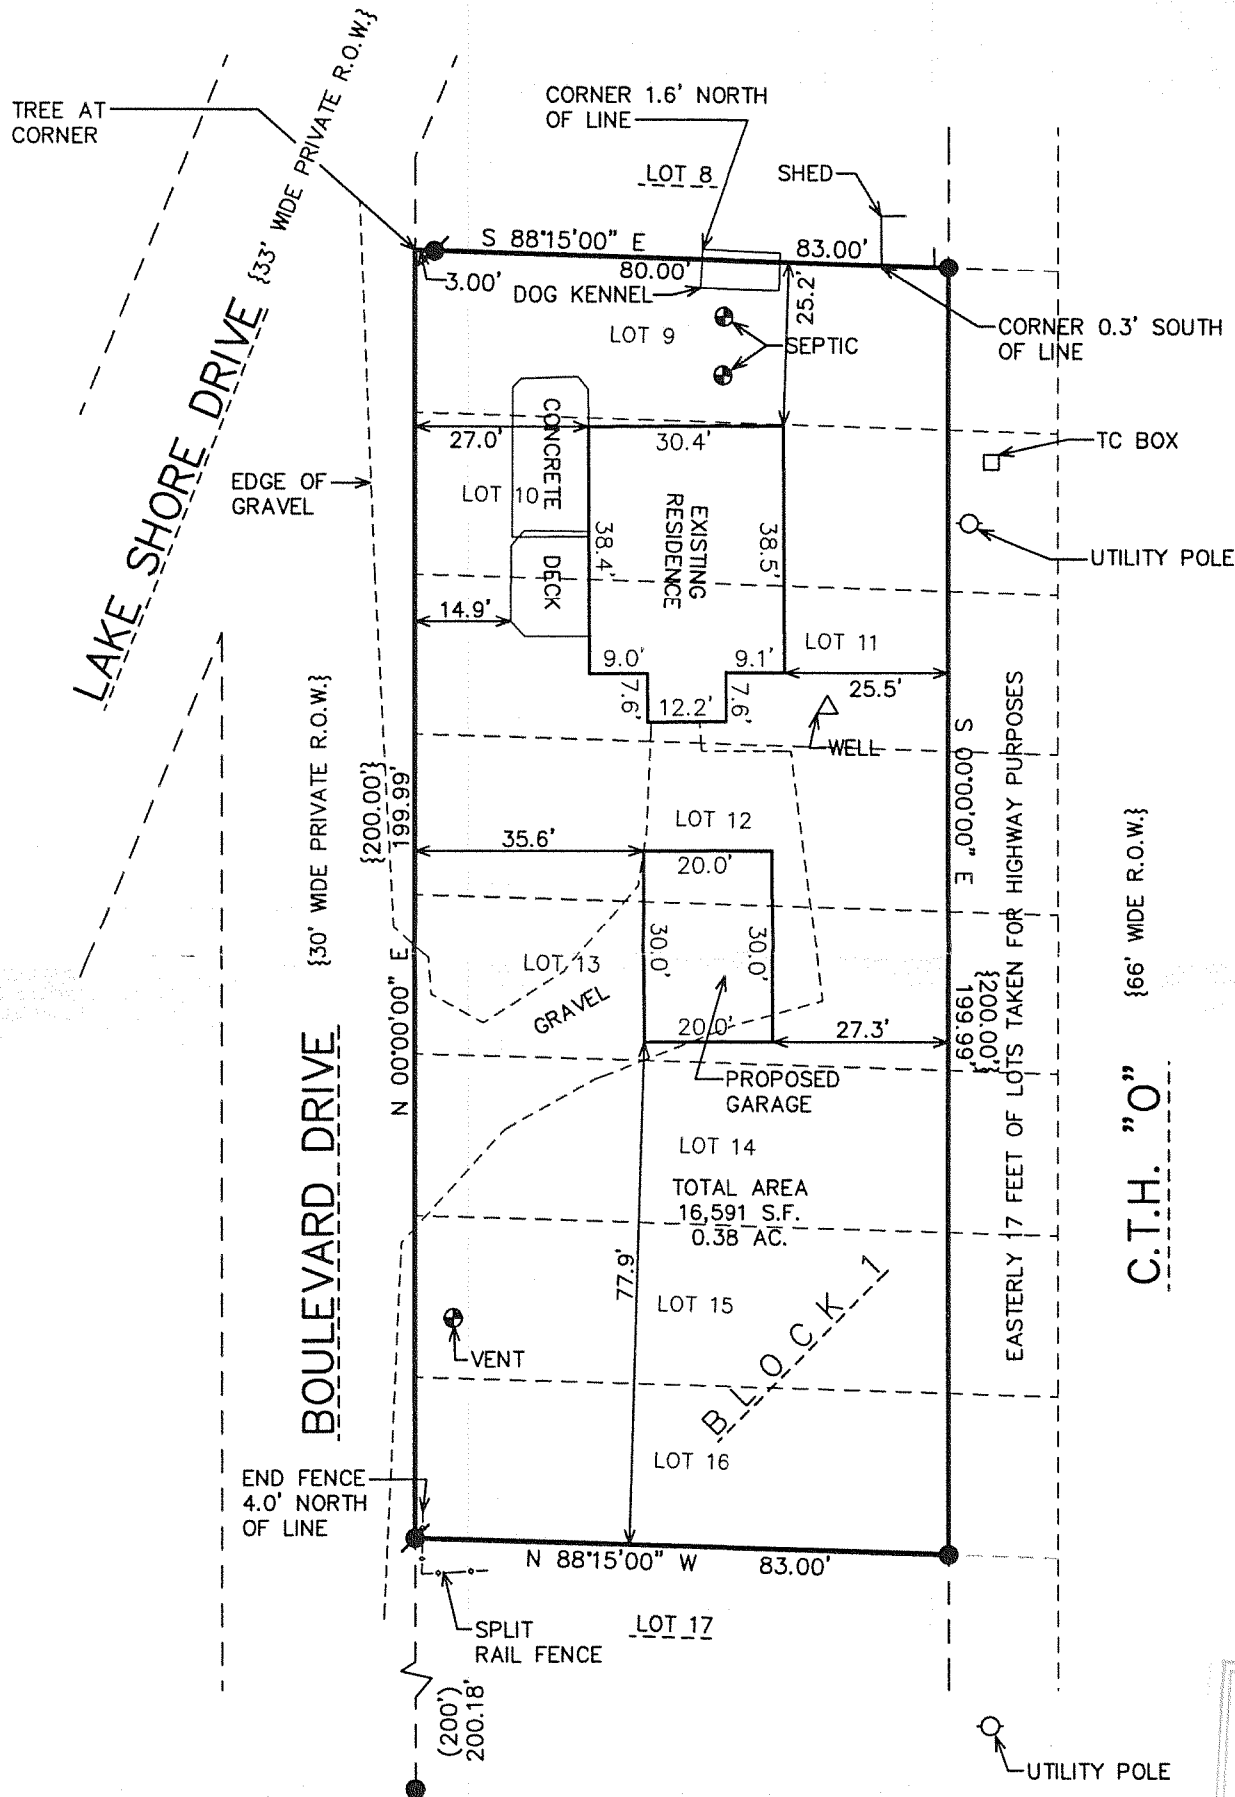 {33' WIDE PRIVATE R.O.W.}
TREE AT
CORNER
CORNER 1.6' NORTH
OF LINE
LOT 8
SHED
S 88°15'00" E
83.00'
80.00'
3.00'
DOG KENNEL
25.2'
LOT 9
SEPTIC
CORNER 0.3' SOUTH
OF LINE
LAKE SHORE DRIVE
CONCRETE
27.0'
30.4'
TC BOX
EDGE OF
GRAVEL
LOT 10
EXISTING
RESIDENCE
38.4'
38.5'
UTILITY POLE
DECK
14.9'
LOT 11
9.0'
9.1'
25.5'
7.6'
12.2'
7.6'
WELL
S 00°00'00" E
{30' WIDE PRIVATE R.O.W.}
{200.00'}
199.99'
LOT 12
35.6'
20.0'
EASTERLY 17 FEET OF LOTS TAKEN FOR HIGHWAY PURPOSES
{66' WIDE R.O.W.}
30.0'
30.0'
LOT 13
GRAVEL
N 00°00'00" E
20.0'
27.3'
{200.00'}
199.99'
PROPOSED
GARAGE
BOULEVARD DRIVE
C.T.H. "O"
LOT 14
TOTAL AREA
16,591 S.F.
0.38 AC.
77.9'
LOT 15
BLOCK 1
VENT
LOT 16
END FENCE
4.0' NORTH
OF LINE
N 88°15'00" W
83.00'
SPLIT
RAIL FENCE
LOT 17
(200')
200.18'
UTILITY POLE